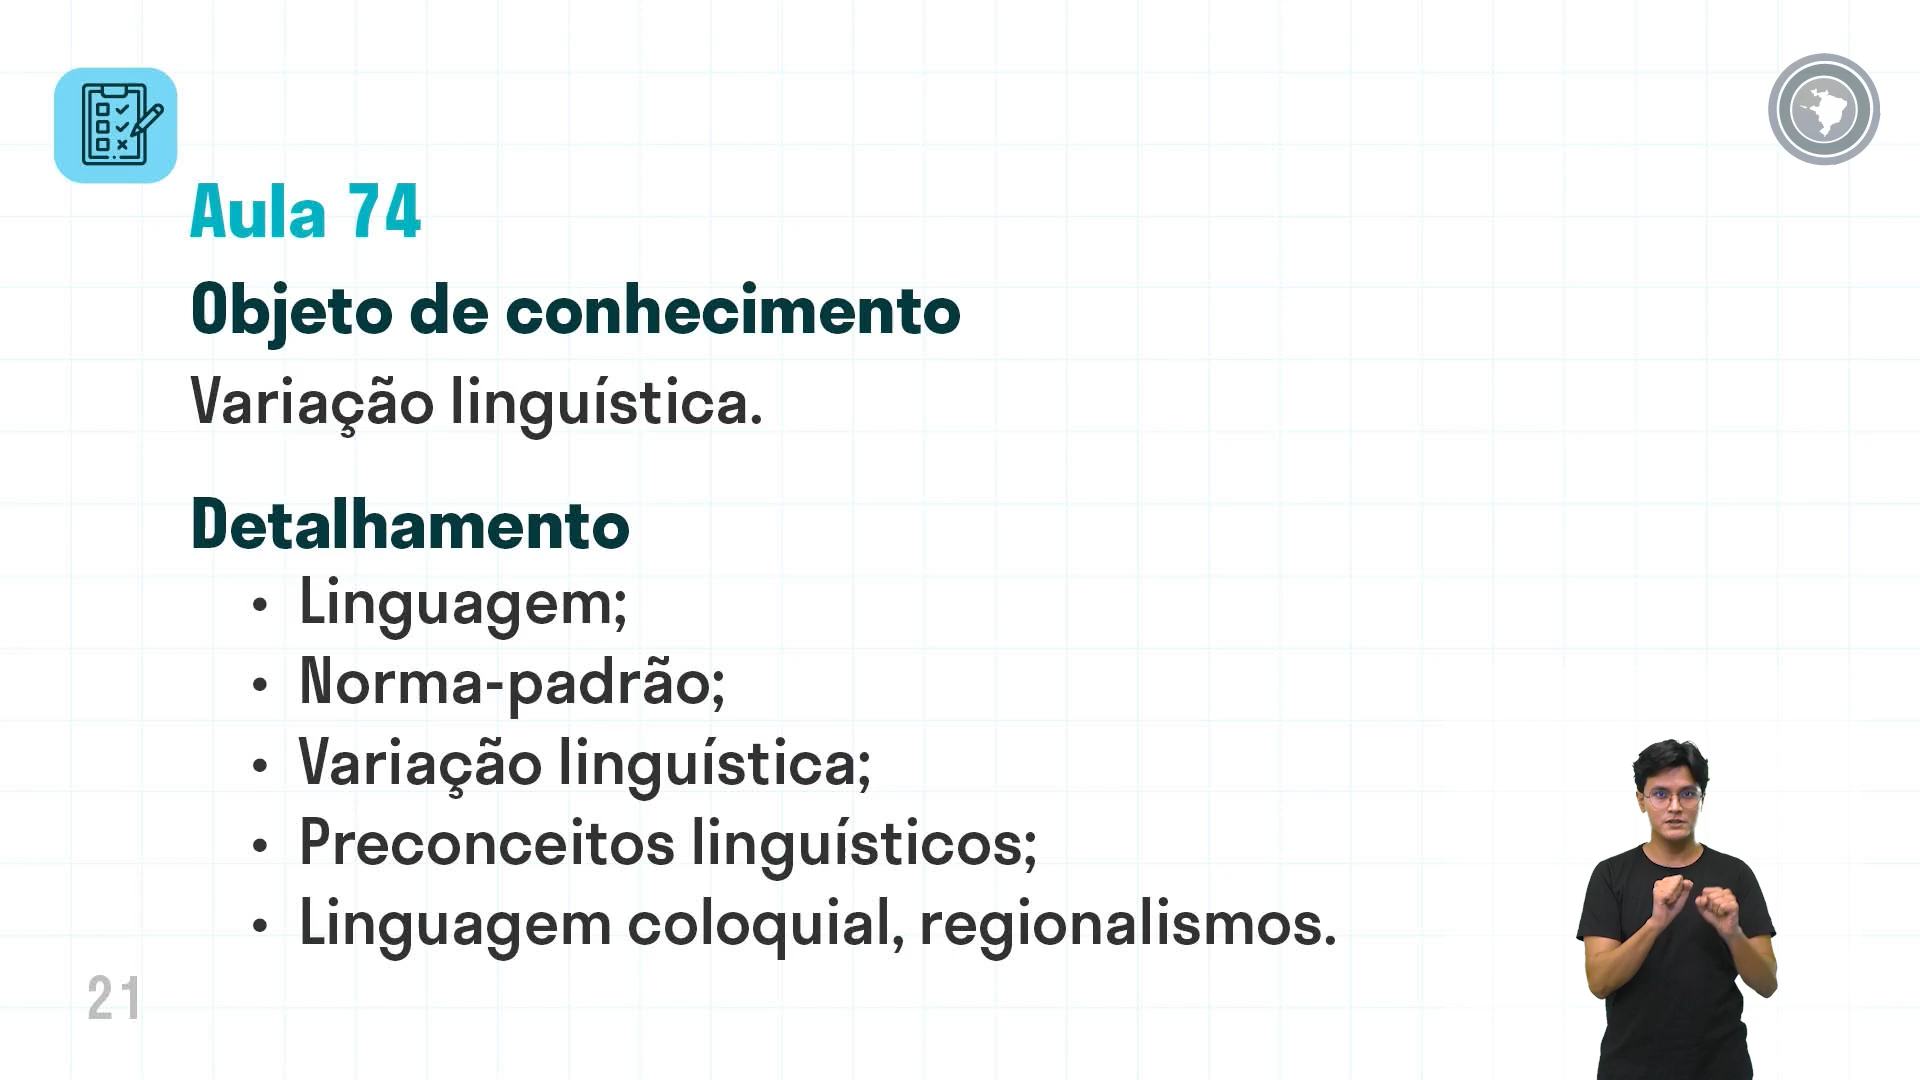 Aula 74
Objeto de conhecimento
Variação linguística.
Detalhamento
• Linguagem;
• Norma-padrão;
• Variação linguística;
• Preconceitos linguísticos;
• Linguagem coloquial, regionalismos.
21